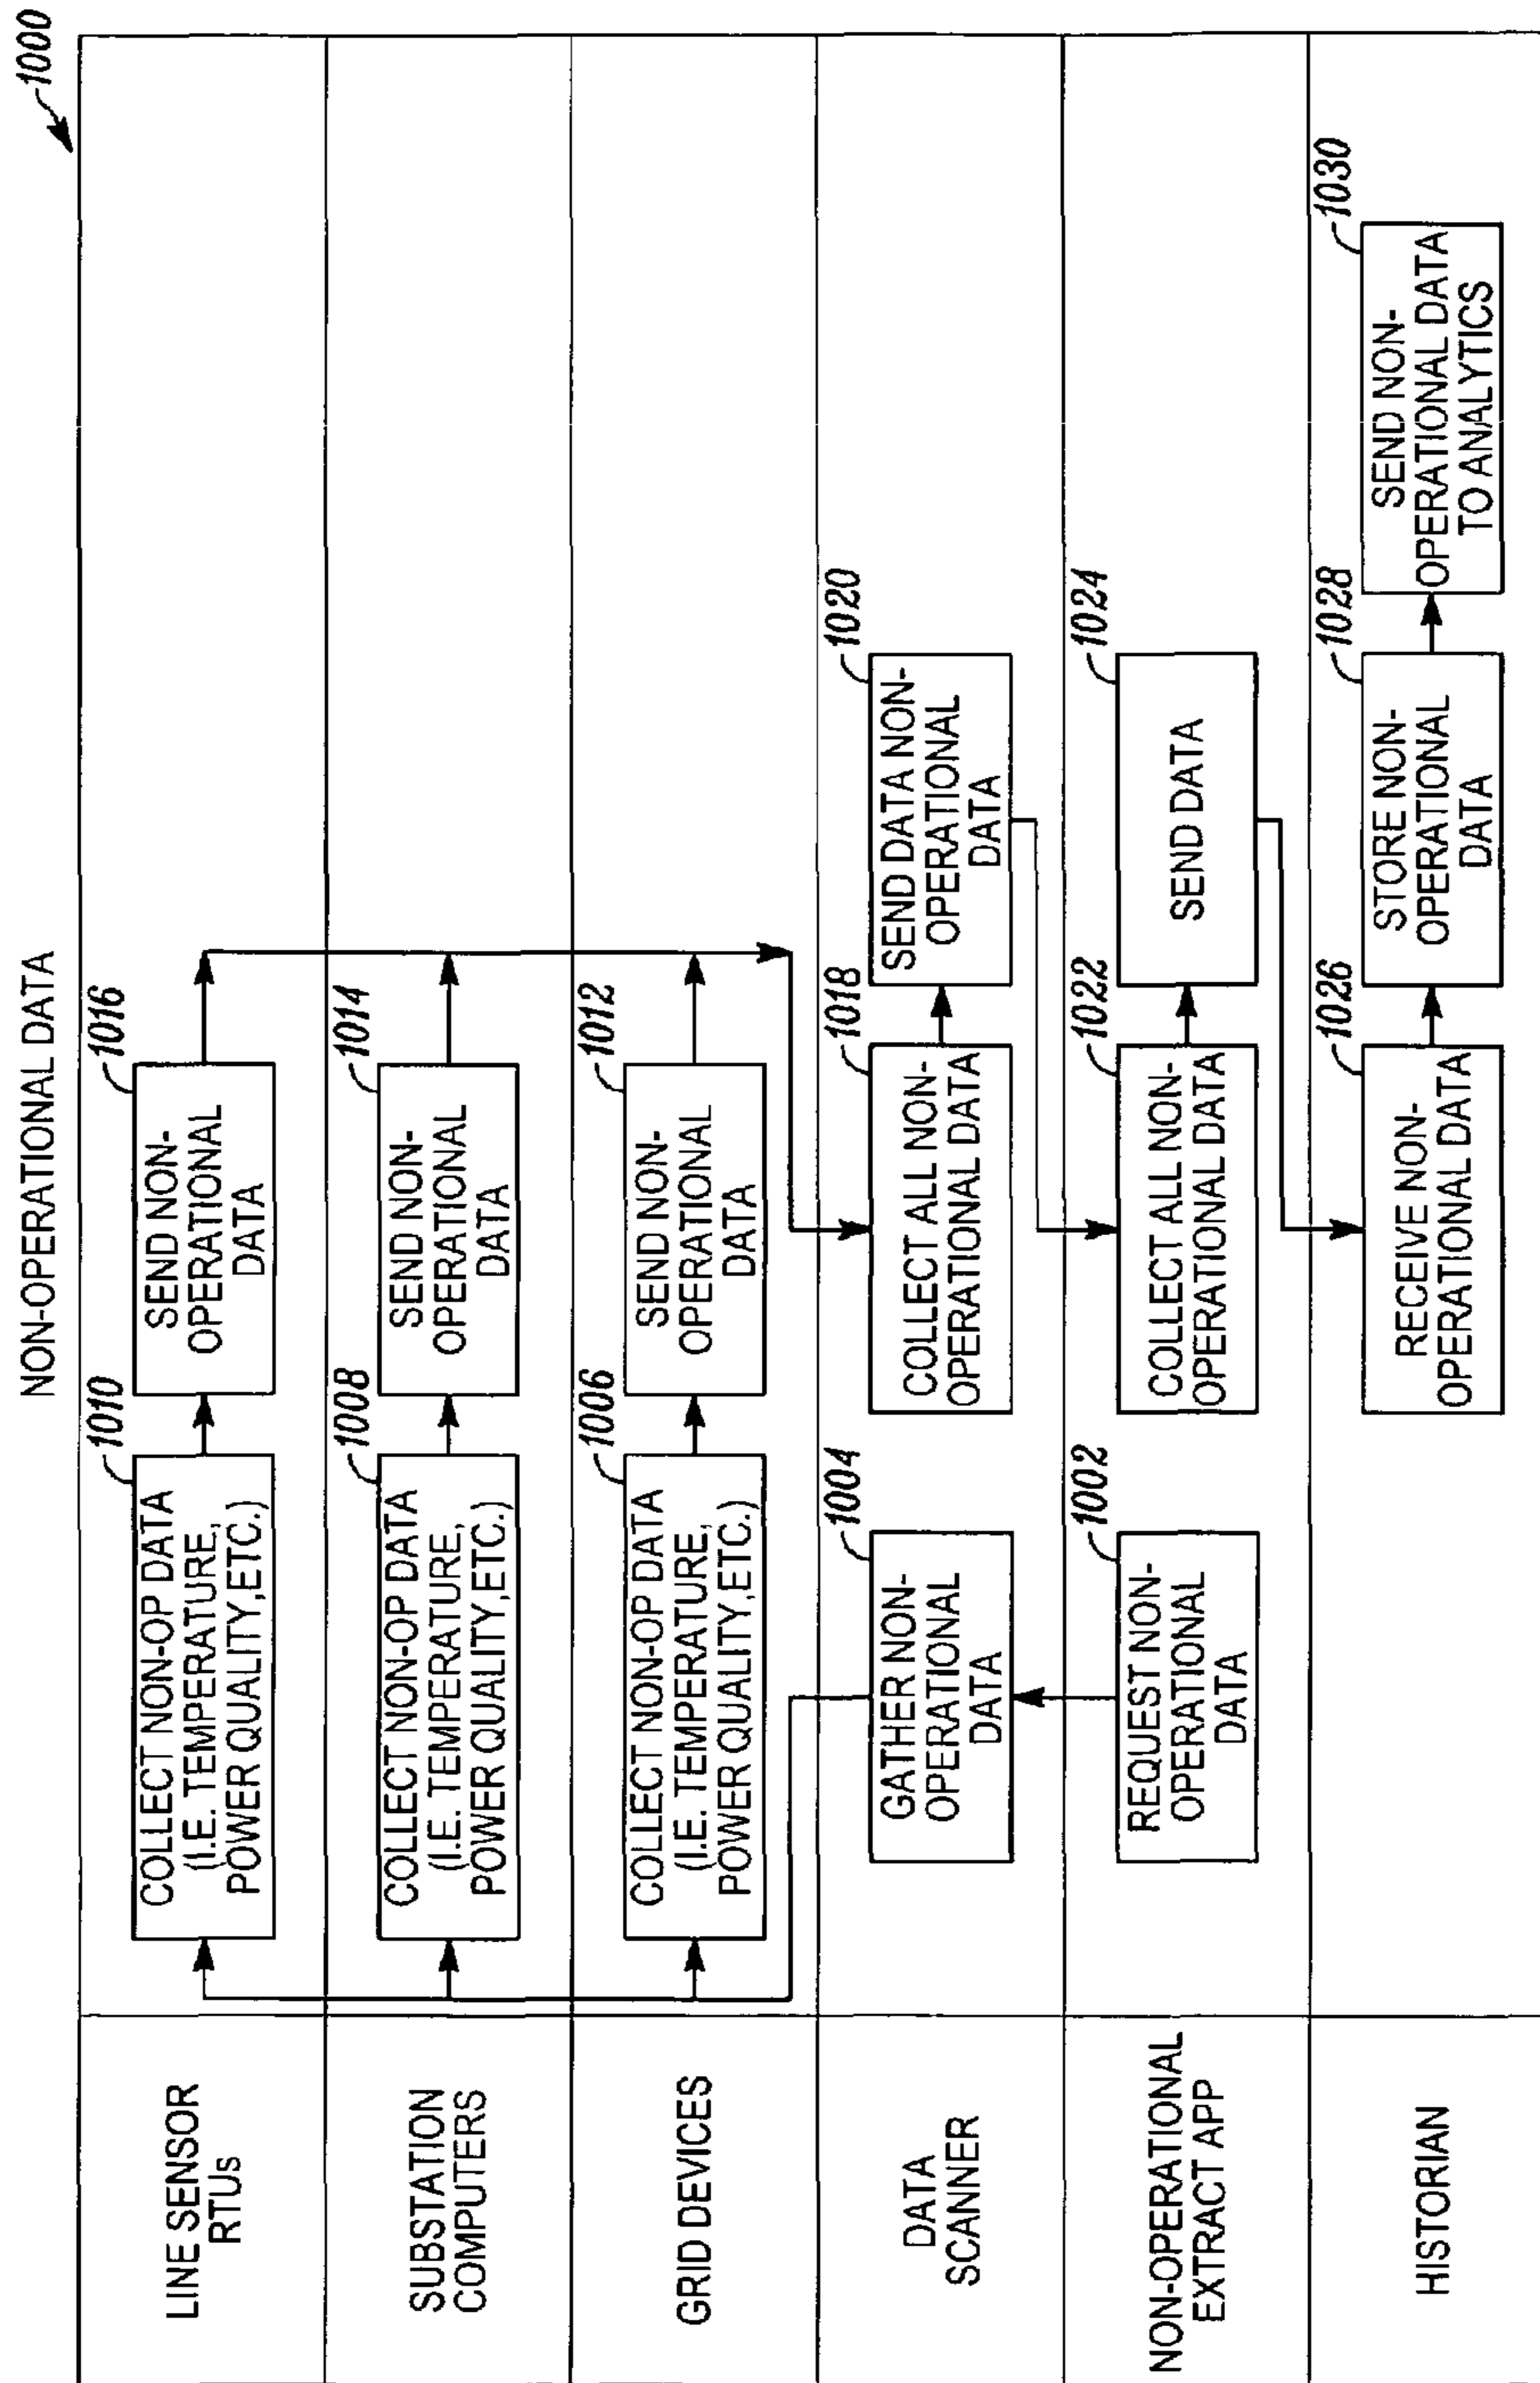 NON-OPERATIONAL DATA
1000
LINE SENSOR
RTUs
1010
COLLECT NON-OP DATA
(I.E. TEMPERATURE,
POWER QUALITY,ETC.)
1016
SEND NON-
OPERATIONAL
DATA
SUBSTATION
COMPUTERS
1008
COLLECT NON-OP DATA
(I.E. TEMPERATURE,
POWER QUALITY,ETC.)
1014
SEND NON-
OPERATIONAL
DATA
GRID DEVICES
1006
COLLECT NON-OP DATA
(I.E. TEMPERATURE,
POWER QUALITY,ETC.)
1012
SEND NON-
OPERATIONAL
DATA
DATA
SCANNER
1004
GATHER NON-
OPERATIONAL
DATA
1018
COLLECT ALL NON-
OPERATIONAL DATA
1020
SEND DATA NON-
OPERATIONAL
DATA
NON-OPERATIONAL
EXTRACT APP
1002
REQUEST NON-
OPERATIONAL
DATA
1022
COLLECT ALL NON-
OPERATIONAL DATA
1024
SEND DATA
HISTORIAN
1026
RECEIVE NON-
OPERATIONAL DATA
1028
STORE NON-
OPERATIONAL
DATA
1030
SEND NON-
OPERATIONAL DATA
TO ANALYTICS